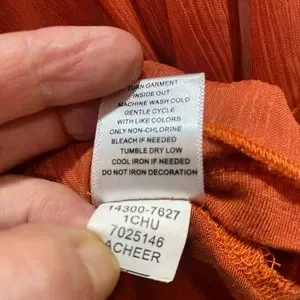 TURN GARMENT
INSIDE OUT
MACHINE WASH COLD
GENTLE CYCLE
WITH LIKE COLORS
ONLY NON-CHLORINE
BLEACH IF NEEDED
TUMBLE DRY LOW
COOL IRON IF NEEDED
DO NOT IRON DECORATION
14300-7627
1CHU
7025146
ACHEER